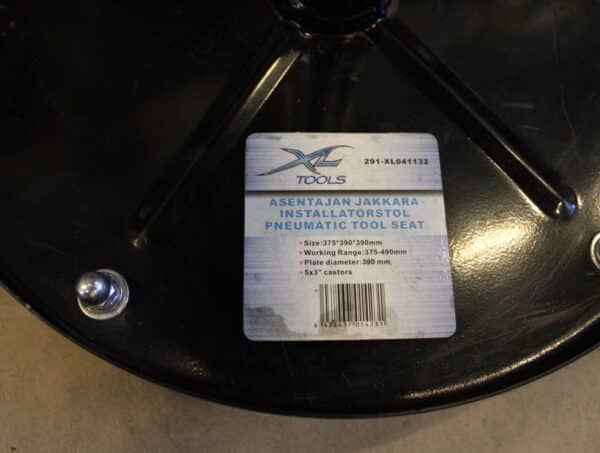 XL
TOOLS
291-XL041132
ASENTAJAN JAKKARA
INSTALLATÖRSTOL
PNEUMATIC TOOL SEAT
• Size:375*390*390mm
• Working Range:375-490mm
• Plate diameter:390 mm
• 5x3" castors